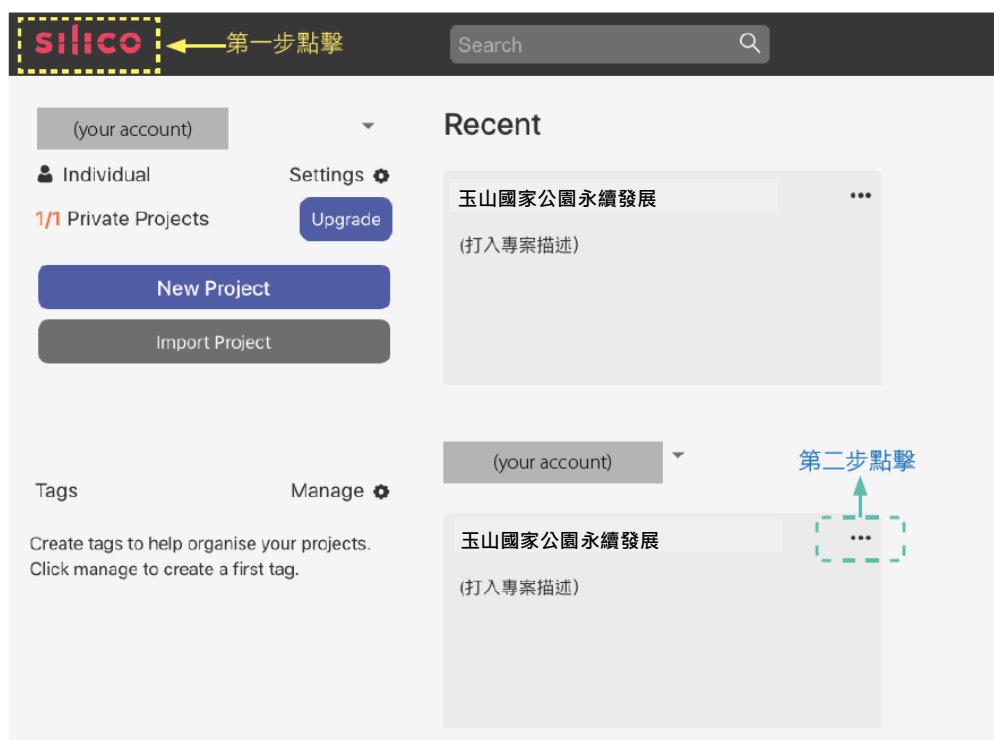 silico
第一步點擊
Search
(your account)
Individual
Settings
1/1 Private Projects
Upgrade
New Project
Import Project
Tags
Manage
Create tags to help organise your projects.
Click manage to create a first tag.
Recent
玉山國家公園永續發展
(打入專案描述)
(your account)
第二步點擊
玉山國家公園永續發展
(打入專案描述)